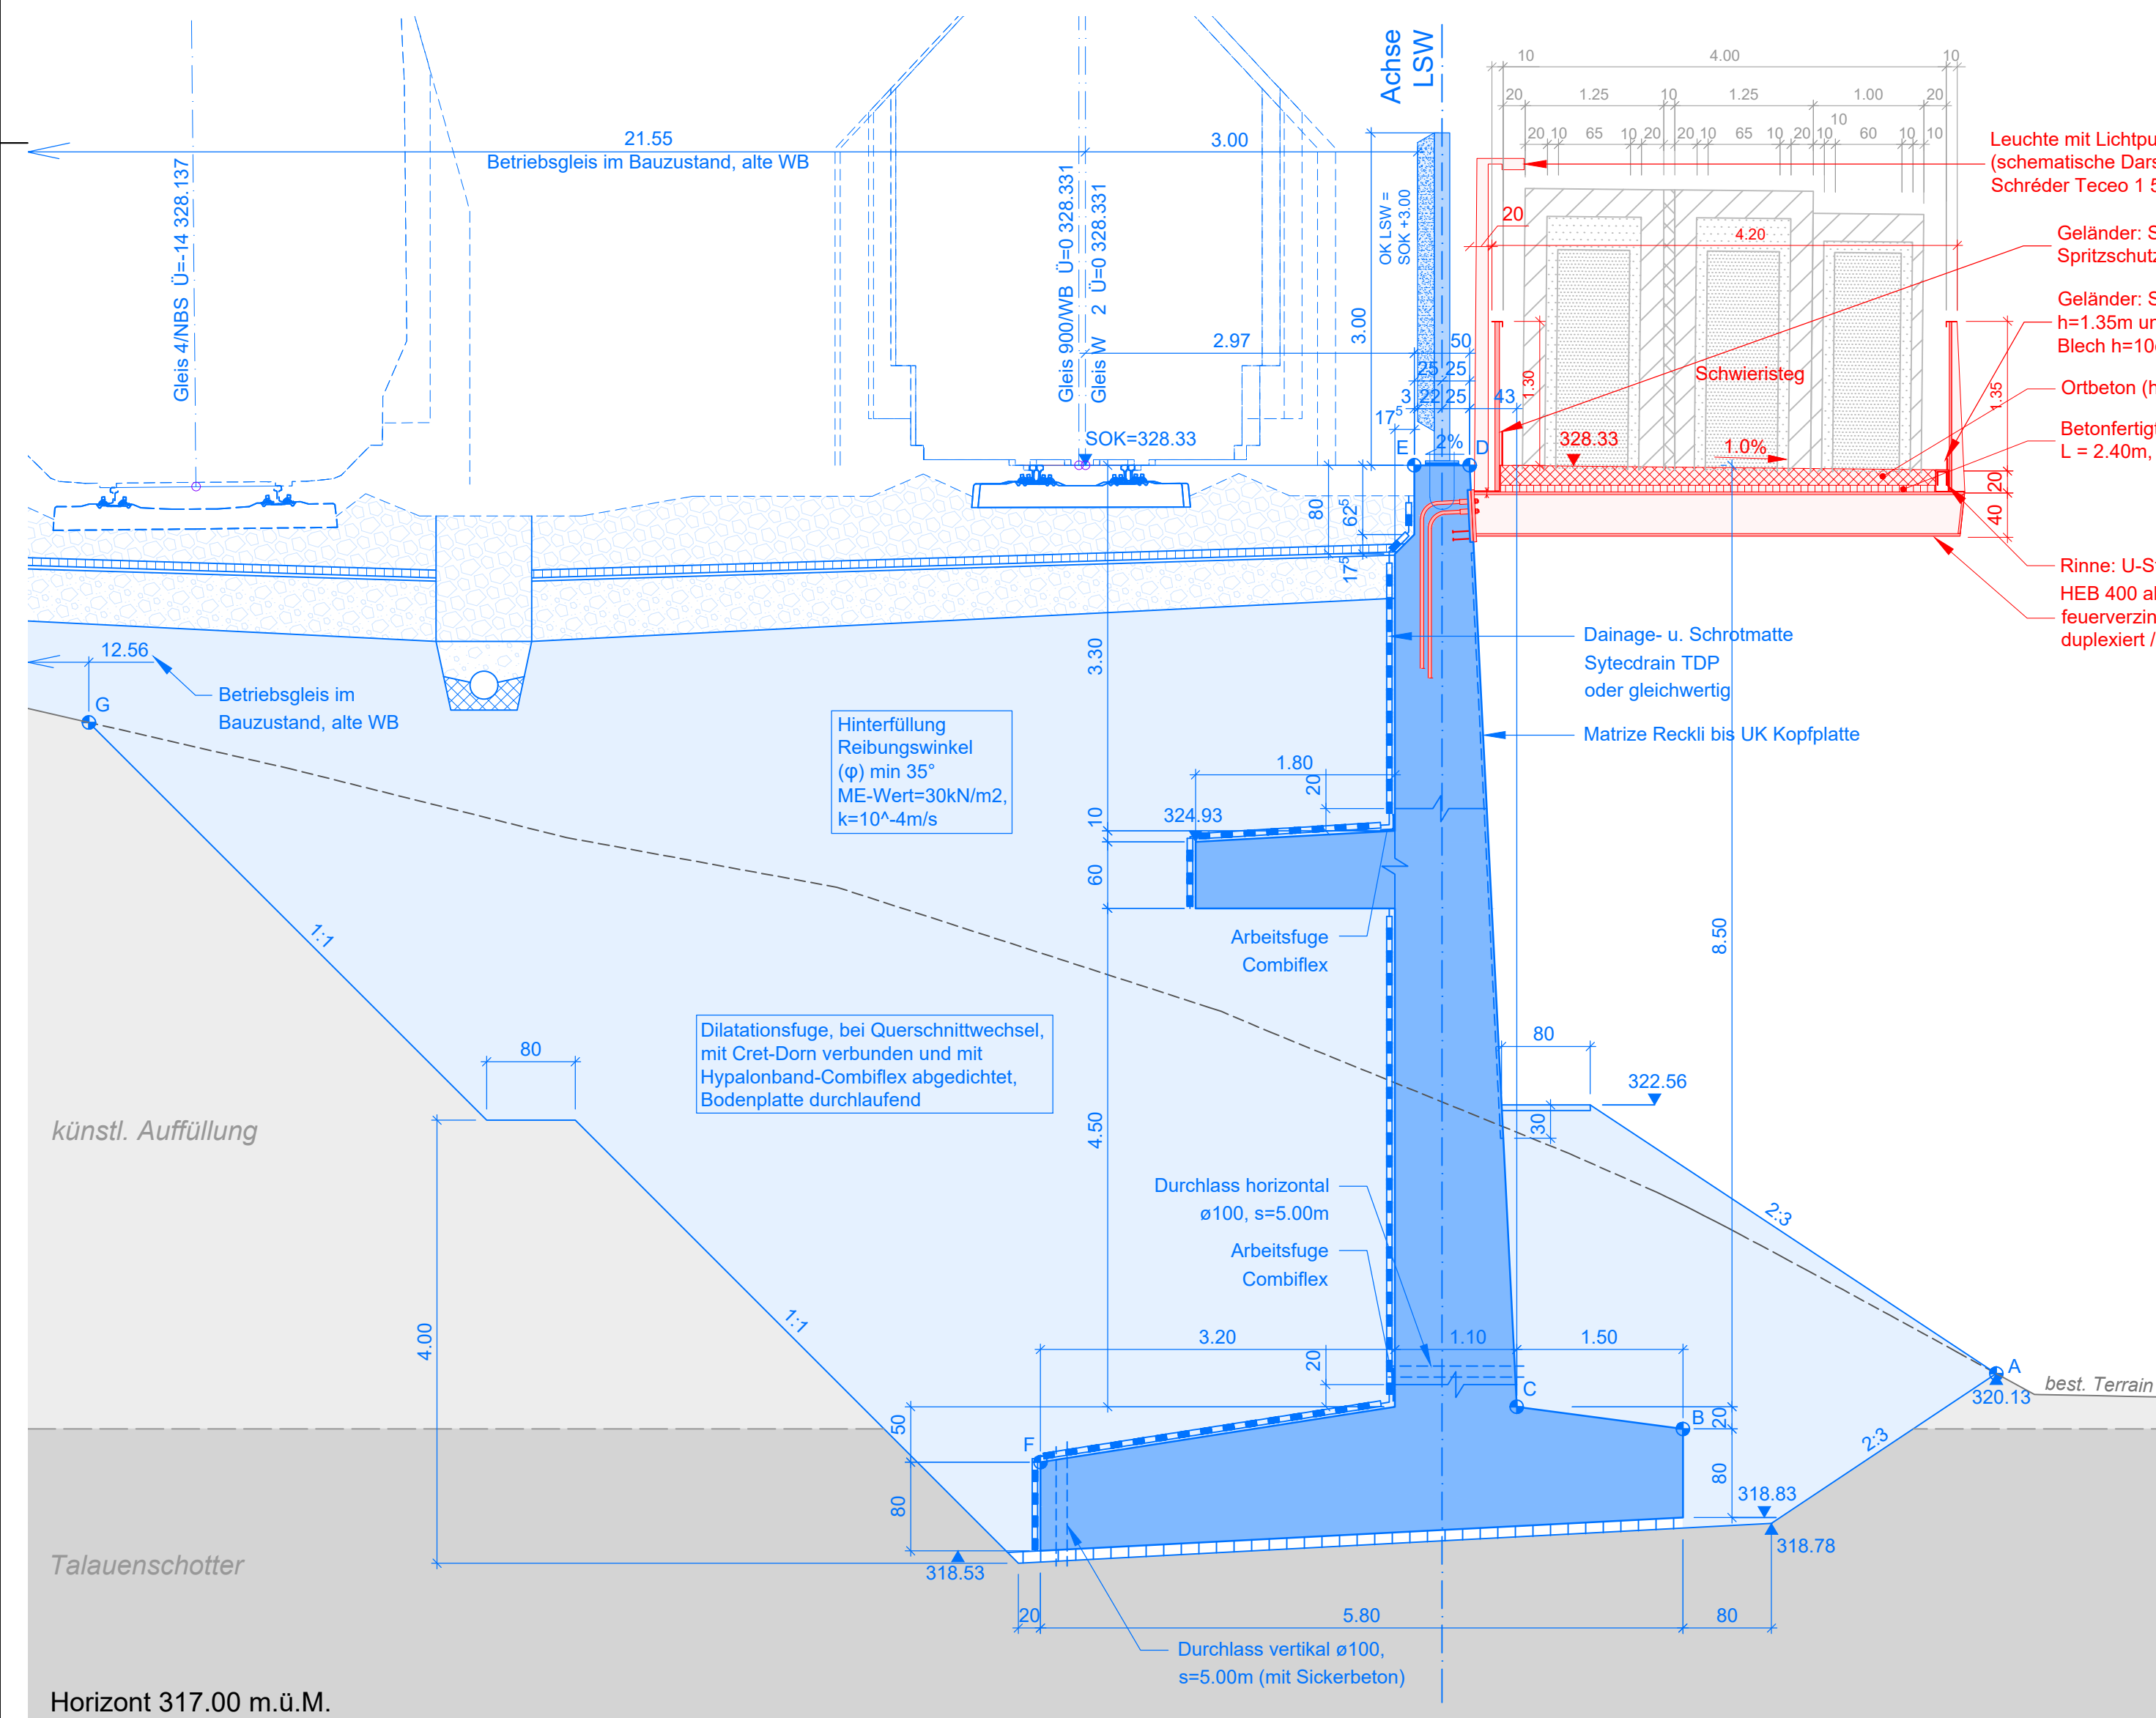 Achse
LSW
10
4.00
10
20
1.25
10
1.25
1.00
20
10
20
10
65
10
20
20
10
65
10
20
10
60
10
10
21.55
Betriebsgleis im Bauzustand, alte WB
3.00
Gleis 4/NBS Ü=-14 328.137
Gleis 900/WB Ü=0 328.331
Gleis W 2 Ü=0 328.331
OK LSW =
SOK +3.00
3.00
Leuchte mit Lichtpu
(schematische Dars
Schréder Teceo 1 5
20
4.20
Geländer: S
Spritzschutz
Geländer: S
h=1.35m un
Blech h=10
Ortbeton (h
Betonfertig
L = 2.40m,
2.97
50
25
25
3
22
25
43
17⁵
1.30
Schwieristeg
1.35
SOK=328.33
E
2%
D
328.33
1.0%
20
40
80
62⁵
17⁵
Rinne: U-S
HEB 400 al
feuerverzin
duplexiert /
12.56
Betriebsgleis im
Bauzustand, alte WB
G
3.30
Dainage- u. Schrotmatte
Sytecdrain TDP
oder gleichwertig
Matrize Reckli bis UK Kopfplatte
Hinterfüllung
Reibungswinkel
(φ) min 35°
ME-Wert=30kN/m2,
k=10^-4m/s
1.80
20
324.93
10
60
1:1
Arbeitsfuge
Combiflex
8.50
Dilatationsfuge, bei Querschnittwechsel,
mit Cret-Dorn verbunden und mit
Hypalonband-Combiflex abgedichtet,
Bodenplatte durchlaufend
80
80
322.56
30
4.50
künstl. Auffüllung
Durchlass horizontal
ø100, s=5.00m
2:3
Arbeitsfuge
Combiflex
1:1
4.00
3.20
1.10
1.50
20
C
A
320.13
best. Terrain
50
F
B
20
2:3
80
80
318.83
318.78
318.53
Talauenschotter
20
5.80
80
Durchlass vertikal ø100,
s=5.00m (mit Sickerbeton)
Horizont 317.00 m.ü.M.